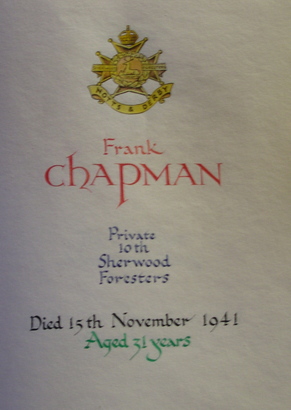 NOTTS & DERBY
Frank
CHAPMAN
Private
10th
Sherwood
Foresters
Died 15th November 1941
Aged 31 years